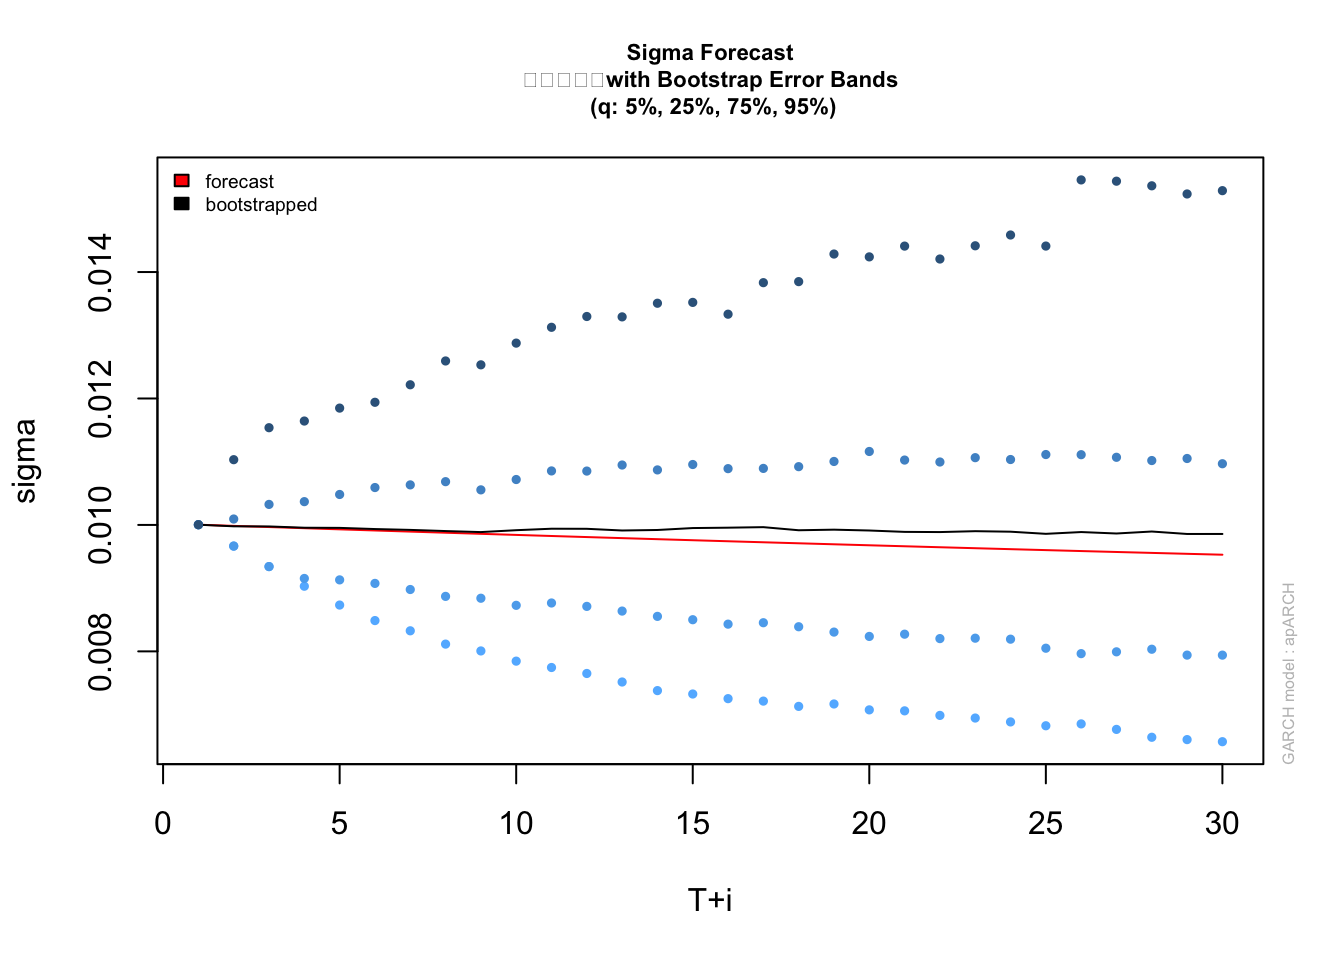 Sigma Forecast
with Bootstrap Error Bands
(q: 5%, 25%, 75%, 95%)
forecast
bootstrapped
sigma
0.014
0.012
0.010
0.008
0 5 10 15 20 25 30
T+i
GARCH model : apARCH